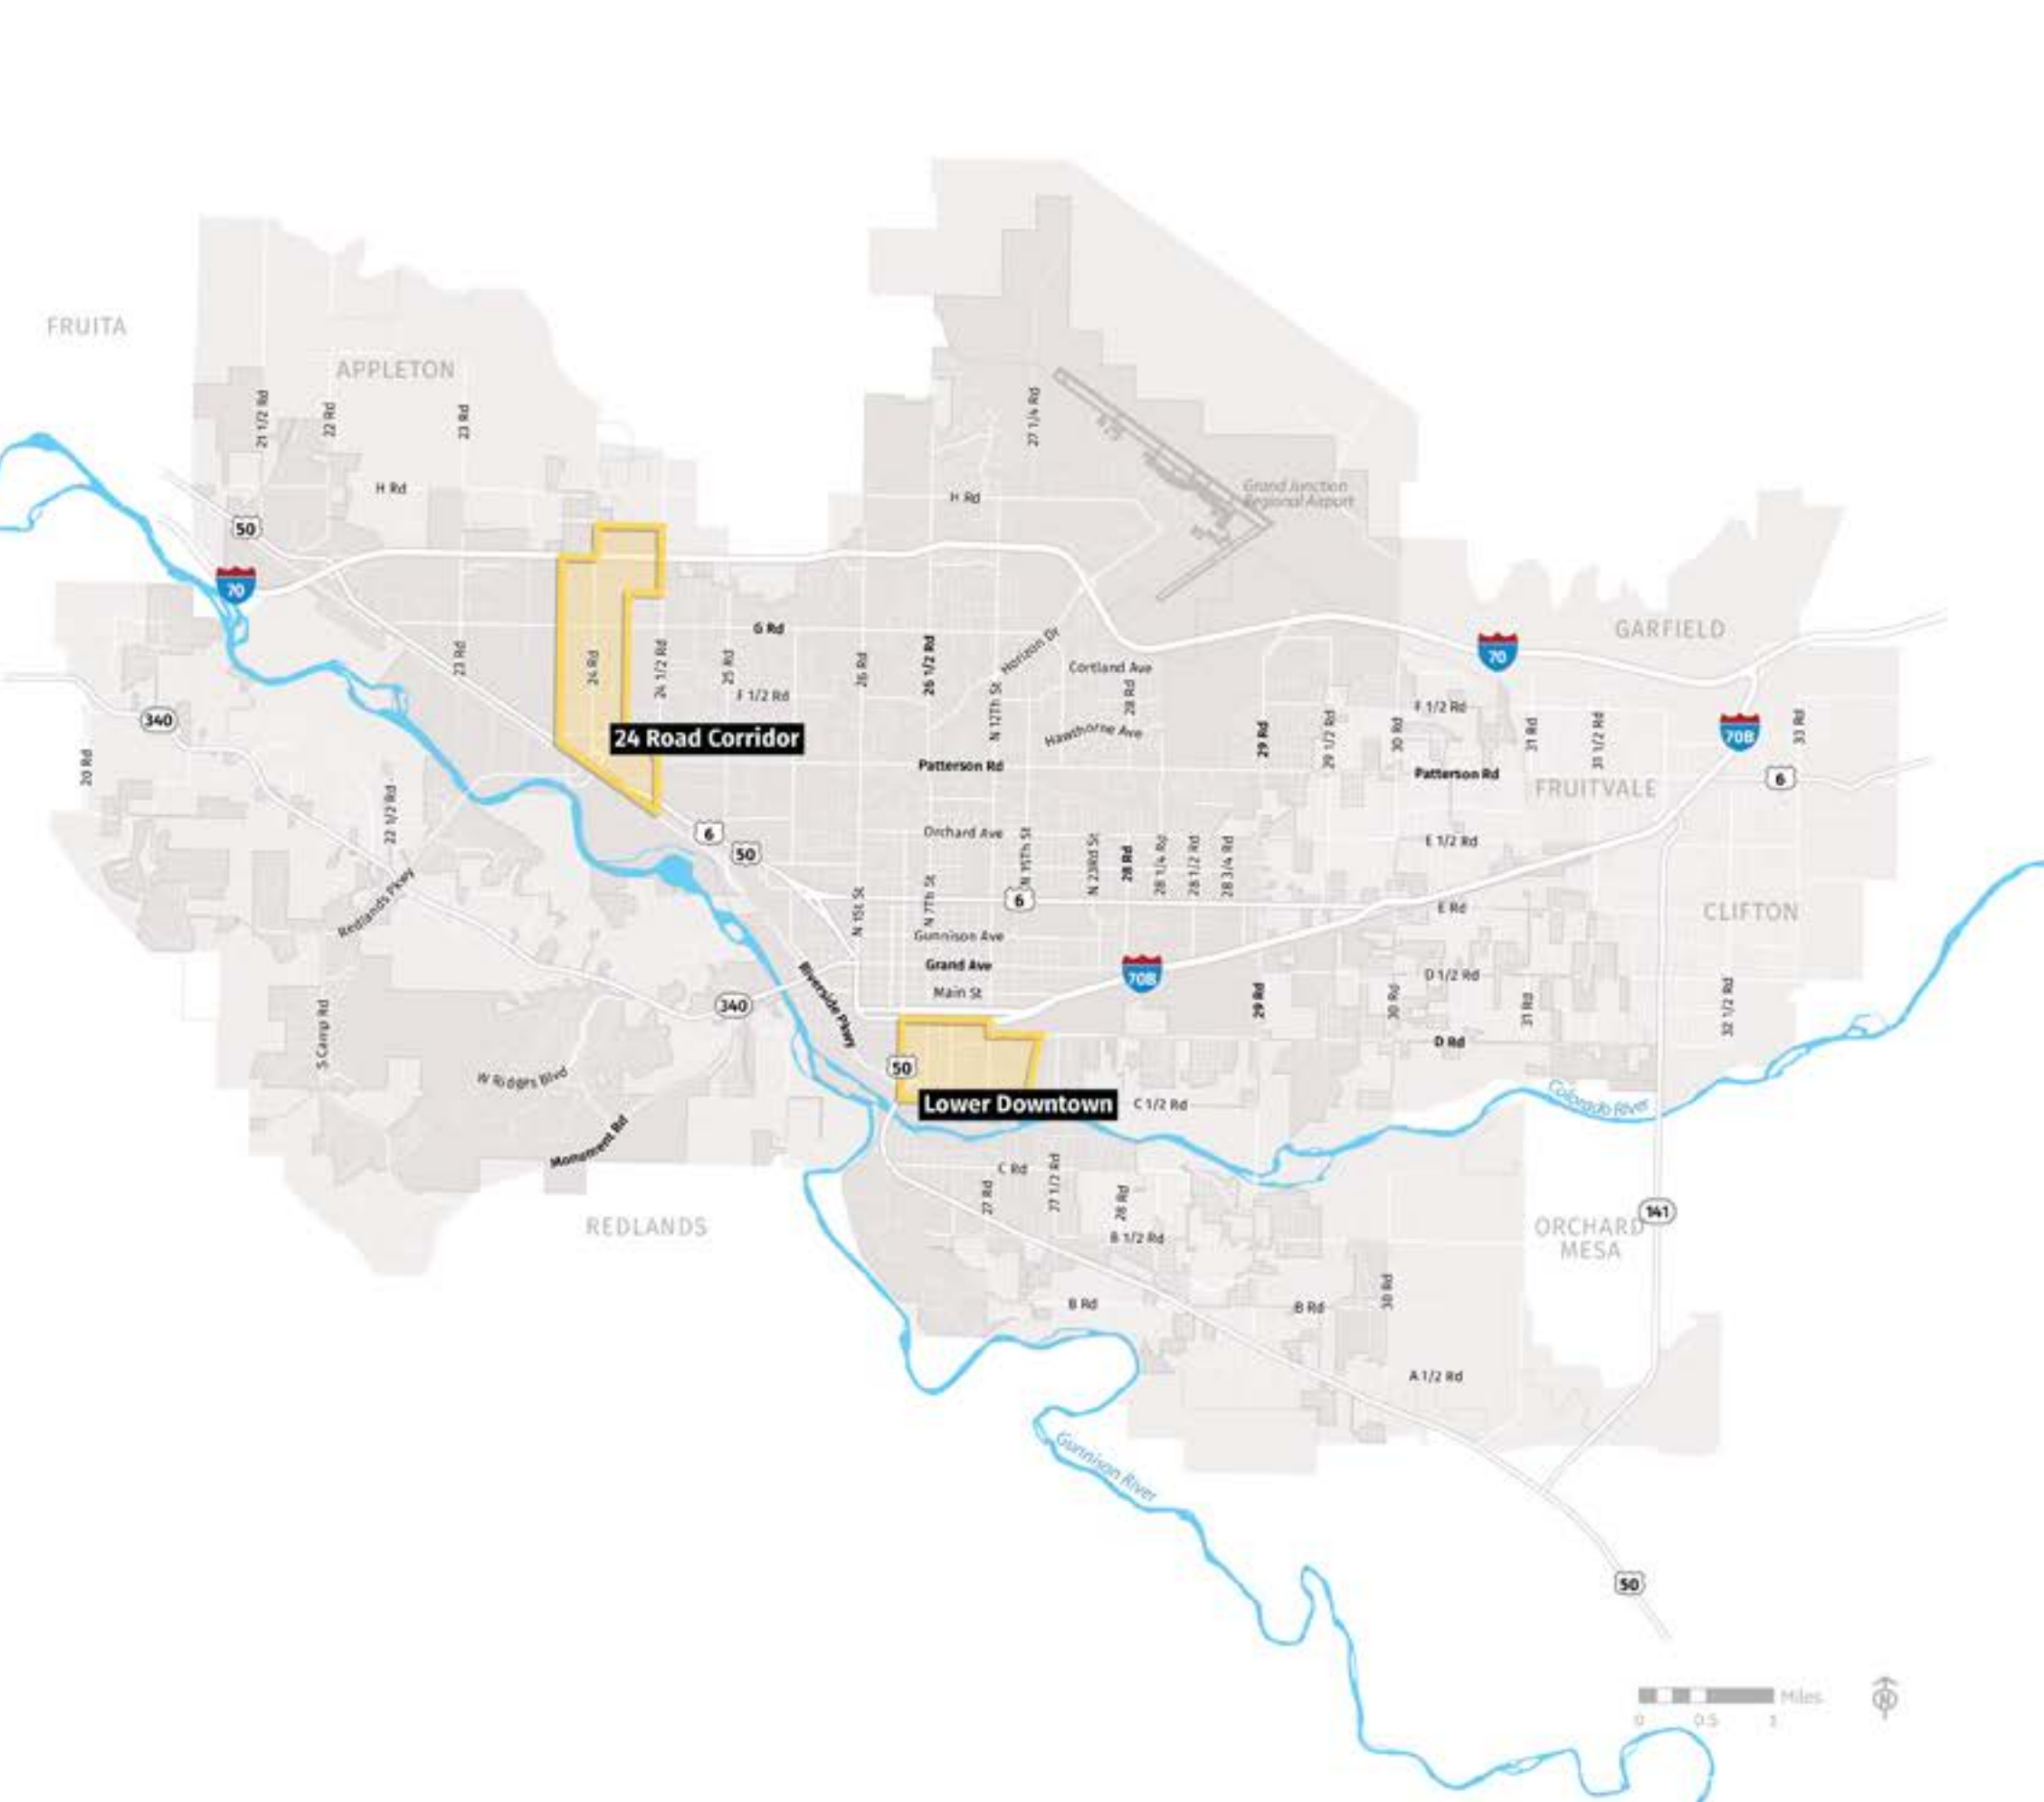 FRUITA
APPLETON
21 1/2 Rd
22 Rd
23 Rd
27 1/4 Rd
H Rd
H Rd
Grand Junction
Regional Airport
50
70
G Rd
GARFIELD
23 Rd
24 Rd
24 1/2 Rd
25 Rd
26 Rd
26 1/2 Rd
Horizon Dr
Cortland Ave
70
F 1/2 Rd
N 12Th St
28 Rd
F 1/2 Rd
340
20 Rd
24 Road Corridor
Hawthorne Ave
29 Rd
29 1/2 Rd
30 Rd
31 Rd
31 1/2 Rd
70B
33 Rd
Patterson Rd
Patterson Rd
6
FRUITVALE
22 1/2 Rd
6
50
Orchard Ave
E 1/2 Rd
N 15Th St
N 23Rd St
28 Rd
28 1/4 Rd
28 1/2 Rd
28 3/4 Rd
Redlands Pkwy
N 1St St
N 7Th St
6
E Rd
CLIFTON
Gunnison Ave
Grand Ave
70B
D 1/2 Rd
Main St
340
Riverside Pkwy
29 Rd
30 Rd
31 Rd
32 1/2 Rd
S Camp Rd
D Rd
50
W Ridges Blvd
Lower Downtown
C 1/2 Rd
Colorado River
Monument Rd
C Rd
27 Rd
27 1/2 Rd
28 Rd
141
REDLANDS
B 1/2 Rd
ORCHARD
MESA
B Rd
B Rd
30 Rd
A 1/2 Rd
Gunnison River
50
Miles
0
0.5
1
N